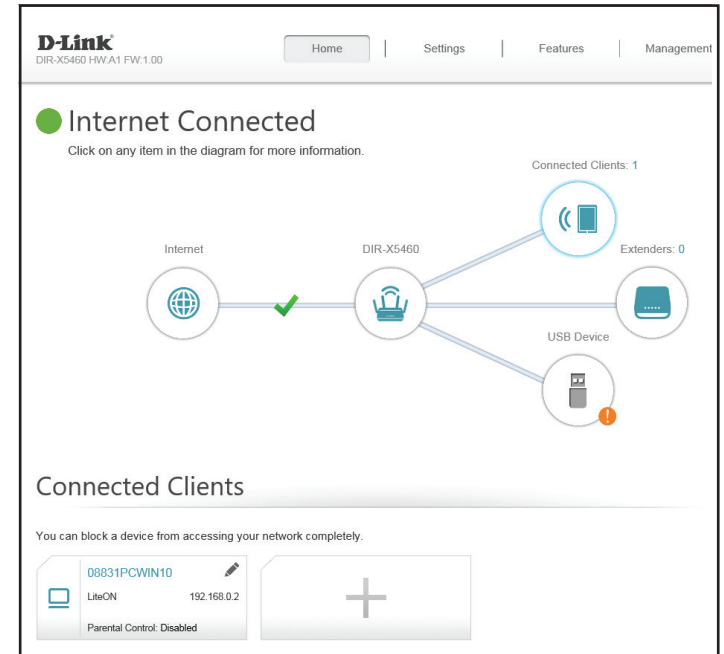 D-Link
DIR-X5460 HW:A1 FW:1.00
Home
Settings
Features
Management
Internet Connected
Click on any item in the diagram for more information.
Connected Clients: 1
Internet
DIR-X5460
Extenders: 0
USB Device
Connected Clients
You can block a device from accessing your network completely.
08831PCWIN10
LiteON 192.168.0.2
Parental Control: Disabled